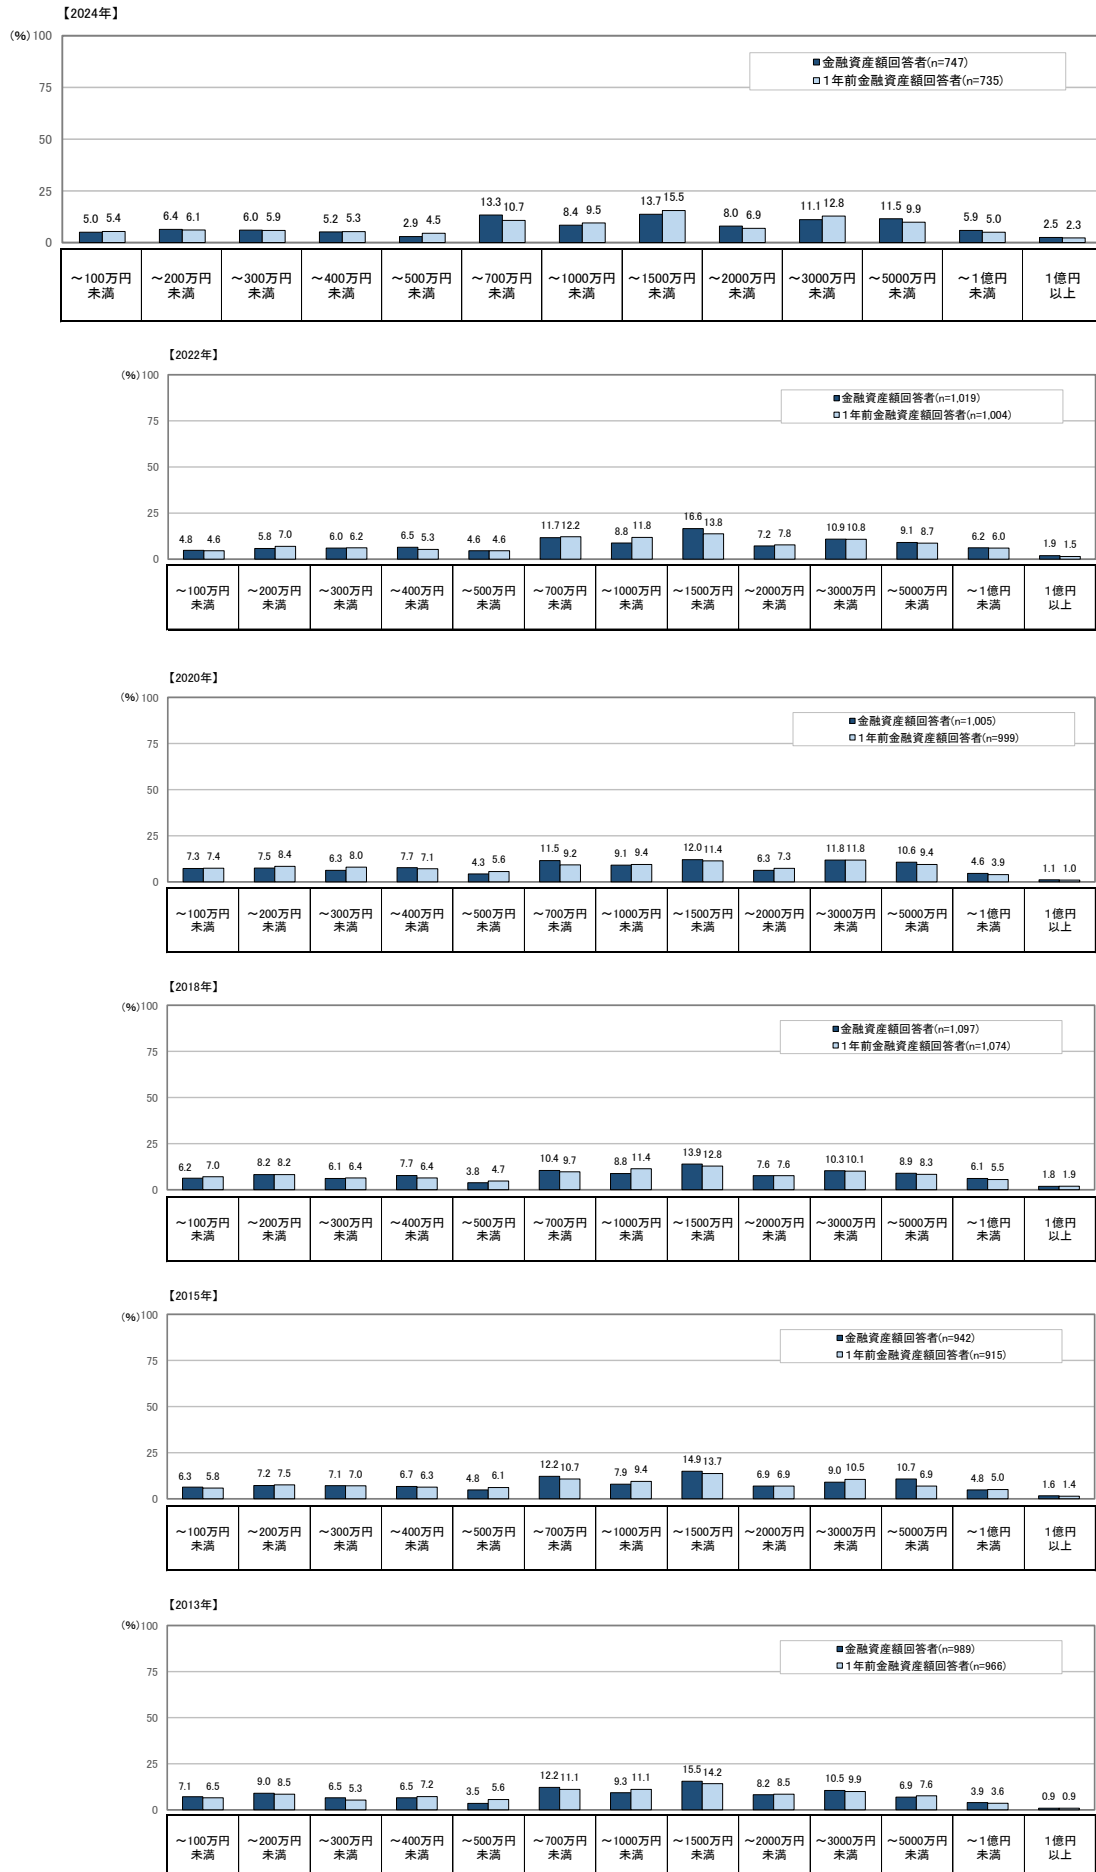 【2024年】
(%)
100
75
50
25
0
■金融資産額回答者(n=747)
□1年前金融資産額回答者(n=735)
5.0 5.4 6.4 6.1 6.0 5.9 5.2 5.3 2.9 4.5 13.3 10.7 8.4 9.5 13.7 15.5 8.0 6.9 11.1 12.8 11.5 9.9 5.9 5.0 2.5 2.3
～100万円 ～200万円 ～300万円 ～400万円 ～500万円 ～700万円 ～1000万円 ～1500万円 ～2000万円 ～3000万円 ～5000万円 ～1億円 1億円
未満 未満 未満 未満 未満 未満 未満 未満 未満 未満 未満 未満 以上
【2022年】
(%)
100
75
50
25
0
■金融資産額回答者(n=1,019)
□1年前金融資産額回答者(n=1,004)
4.8 4.6 5.8 7.0 6.0 6.2 6.5 5.3 4.6 4.6 11.7 12.2 8.8 11.8 16.6 13.8 7.2 7.8 10.9 10.8 9.1 8.7 6.2 6.0 1.9 1.5
～100万円 ～200万円 ～300万円 ～400万円 ～500万円 ～700万円 ～1000万円 ～1500万円 ～2000万円 ～3000万円 ～5000万円 ～1億円 1億円
未満 未満 未満 未満 未満 未満 未満 未満 未満 未満 未満 未満 以上
【2020年】
(%)
100
75
50
25
0
■金融資産額回答者(n=1,005)
□1年前金融資産額回答者(n=999)
7.3 7.4 7.5 8.4 6.3 8.0 7.7 7.1 4.3 5.6 11.5 9.2 9.1 9.4 12.0 11.4 6.3 7.3 11.8 11.8 10.6 9.4 4.6 3.9 1.1 1.0
～100万円 ～200万円 ～300万円 ～400万円 ～500万円 ～700万円 ～1000万円 ～1500万円 ～2000万円 ～3000万円 ～5000万円 ～1億円 1億円
未満 未満 未満 未満 未満 未満 未満 未満 未満 未満 未満 未満 以上
【2018年】
(%)
100
75
50
25
0
■金融資産額回答者(n=1,097)
□1年前金融資産額回答者(n=1,074)
6.2 7.0 8.2 8.2 6.1 6.4 7.7 6.4 3.8 4.7 10.4 9.7 8.8 11.4 13.9 12.8 7.6 7.6 10.3 10.1 8.9 8.3 6.1 5.5 1.8 1.9
～100万円 ～200万円 ～300万円 ～400万円 ～500万円 ～700万円 ～1000万円 ～1500万円 ～2000万円 ～3000万円 ～5000万円 ～1億円 1億円
未満 未満 未満 未満 未満 未満 未満 未満 未満 未満 未満 未満 以上
【2015年】
(%)
100
75
50
25
0
■金融資産額回答者(n=942)
□1年前金融資産額回答者(n=915)
6.3 5.8 7.2 7.5 7.1 7.0 6.7 6.3 4.8 6.1 12.2 10.7 7.9 9.4 14.9 13.7 6.9 6.9 9.0 10.5 10.7 6.9 4.8 5.0 1.6 1.4
～100万円 ～200万円 ～300万円 ～400万円 ～500万円 ～700万円 ～1000万円 ～1500万円 ～2000万円 ～3000万円 ～5000万円 ～1億円 1億円
未満 未満 未満 未満 未満 未満 未満 未満 未満 未満 未満 未満 以上
【2013年】
(%)
100
75
50
25
0
■金融資産額回答者(n=989)
□1年前金融資産額回答者(n=966)
7.1 6.5 9.0 8.5 6.5 5.3 6.5 7.2 3.5 5.6 12.2 11.1 9.3 11.1 15.5 14.2 8.2 8.5 10.5 9.9 6.9 7.6 3.9 3.6 0.9 0.9
～100万円 ～200万円 ～300万円 ～400万円 ～500万円 ～700万円 ～1000万円 ～1500万円 ～2000万円 ～3000万円 ～5000万円 ～1億円 1億円
未満 未満 未満 未満 未満 未満 未満 未満 未満 未満 未満 未満 以上